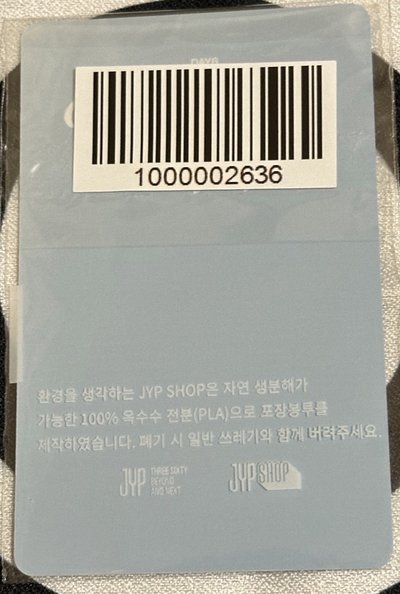 DAY6
1000002636
환경을 생각하는 JYP SHOP은 자연 생분해가
가능한 100% 옥수수 전분(PLA)으로 포장봉투를
제작하였습니다. 폐기 시 일반 쓰레기와 함께 버려주세요.
JYP THREE SIXTY
BEYOND
AND NEXT
JYP SHOP